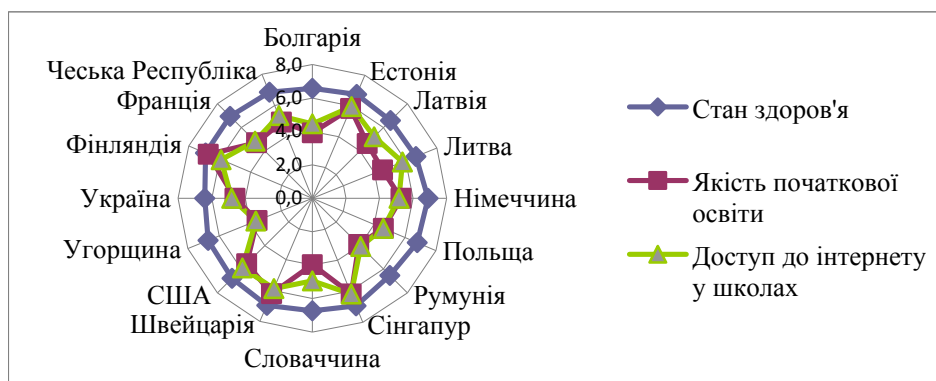 Болгарія
Естонія
Латвія
Литва
Німеччина
Польща
Румунія
Сінгапур
Словаччина
Швейцарія
США
Угорщина
Україна
Фінляндія
Франція
Чеська Республіка
8,0
6,0
4,0
2,0
0,0
Стан здоров'я
Якість початкової
освіти
Доступ до інтернету
у школах